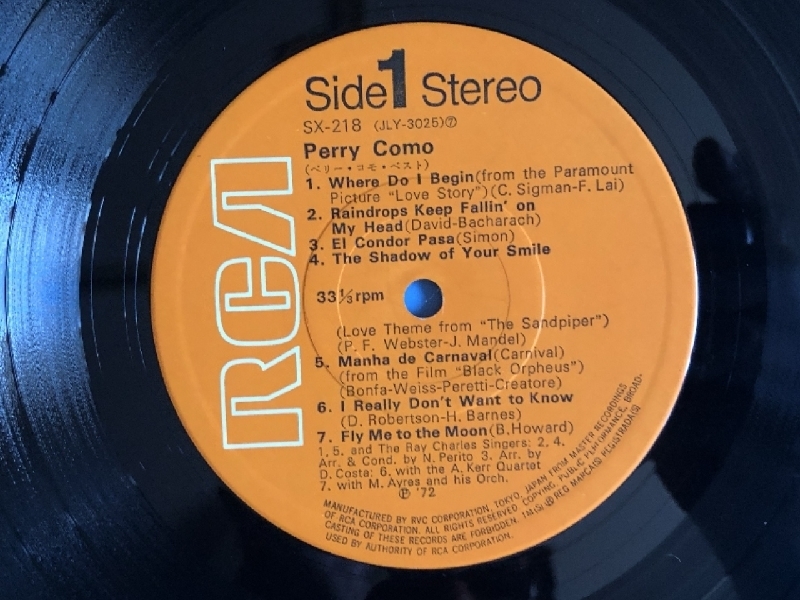 RCA
Side 1 Stereo
SX-218 (JLY-3025)⑦
Perry Como
(ペリー・コモ・ベスト)
1. Where Do I Begin(from the Paramount
Picture "Love Story")(C. Sigman-F. Lai)
2. Raindrops Keep Fallin' on
My Head(David-Bacharach)
3. El Condor Pasa(Simon)
4. The Shadow of Your Smile
33⅓rpm
(Love Theme from "The Sandpiper")
(P. F. Webster-J. Mandel)
5. Manha de Carnaval(Carnival)
(from the Film "Black Orpheus")
(Bonfa-Weiss-Peretti-Creatore)
6. I Really Don't Want to Know
(D. Robertson-H. Barnes)
7. Fly Me to the Moon(B. Howard)
1. 5. and The Ray Charles Singers: 2. 4.
Arr. & Cond. by N. Perito 3. Arr. by
D. Costa: 6. with the A. Kerr Quartet
7. with M. Ayres and his Orch.
℗ '72
MANUFACTURED BY RVC CORPORATION, TOKYO, JAPAN FROM MASTER RECORDINGS
OF RCA CORPORATION. ALL RIGHTS RESERVED. COPYING, PUBLIC PERFORMANCE, BROAD-
CASTING OF THESE RECORDS ARE FORBIDDEN. TM(S) ® RED MARCA(S) REGISTRADA(S)
USED BY AUTHORITY OF RCA CORPORATION.